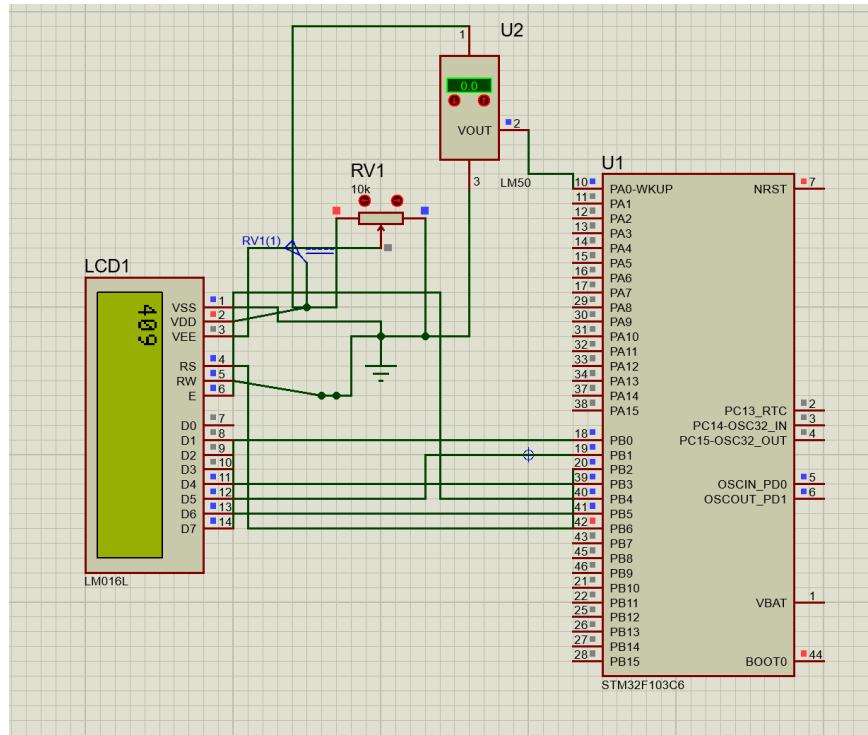 U2
1
0.0
VOUT
2
3
LM50
RV1
10k
RV1(1)
LCD1
409
VSS 1
VDD 2
VEE 3
RS 4
RW 5
E 6
D0 7
D1 8
D2 9
D3 10
D4 11
D5 12
D6 13
D7 14
LM016L
U1
10 PA0-WKUP
11 PA1
12 PA2
13 PA3
14 PA4
15 PA5
16 PA6
17 PA7
29 PA8
30 PA9
31 PA10
32 PA11
33 PA12
34 PA13
37 PA14
38 PA15
18 PB0
19 PB1
20 PB2
39 PB3
40 PB4
41 PB5
42 PB6
43 PB7
45 PB8
46 PB9
21 PB10
22 PB11
25 PB12
26 PB13
27 PB14
28 PB15
NRST 7
PC13_RTC 2
PC14-OSC32_IN 3
PC15-OSC32_OUT 4
OSCIN_PD0 5
OSCOUT_PD1 6
VBAT 1
BOOT0 44
STM32F103C6